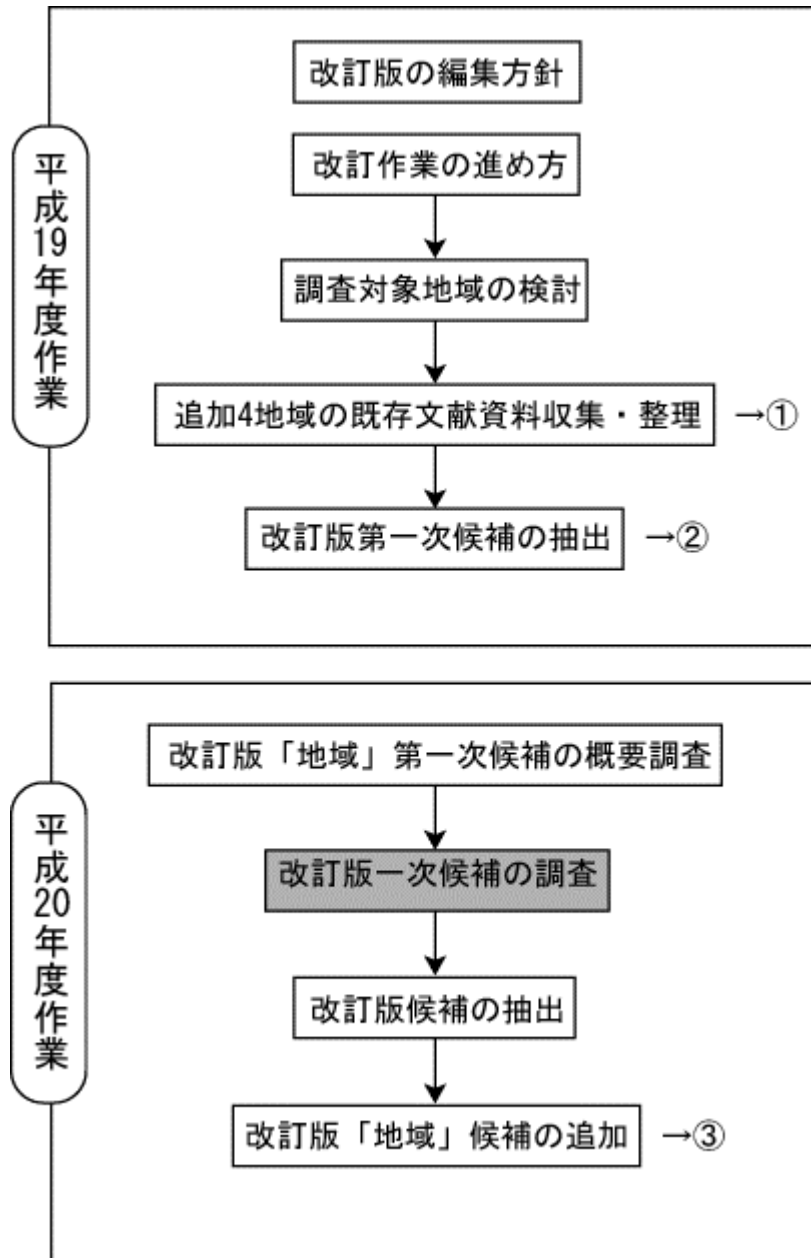 平成19年度作業
改訂版の編集方針
改訂作業の進め方
調査対象地域の検討
追加4地域の既存文献資料収集・整理 →①
改訂版第一次候補の抽出 →②
平成20年度作業
改訂版「地域」第一次候補の概要調査
改訂版一次候補の調査
改訂版候補の抽出
改訂版「地域」候補の追加 →③